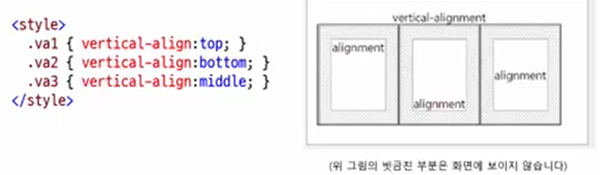 <style>
.va1 { vertical-align:top; }
.va2 { vertical-align:bottom; }
.va3 { vertical-align:middle; }
</style>
vertical-alignment
alignment
alignment
alignment
(위 그림의 빗금친 부분은 화면에 보이지 않습니다)